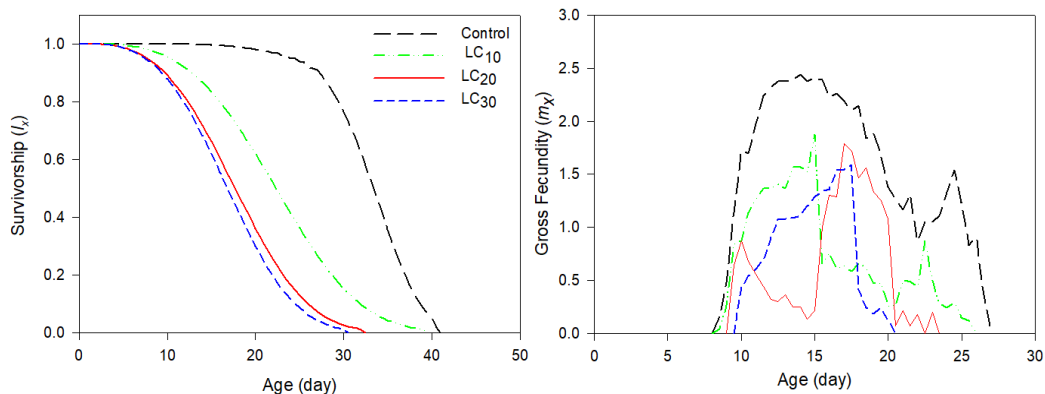 Survivorship (lx)
1.0
0.8
0.6
0.4
0.2
0.0
0 10 20 30 40 50
Age (day)
Control
LC10
LC20
LC30
Gross Fecundity (mx)
3.0
2.5
2.0
1.5
1.0
0.5
0.0
0 5 10 15 20 25 30
Age (day)